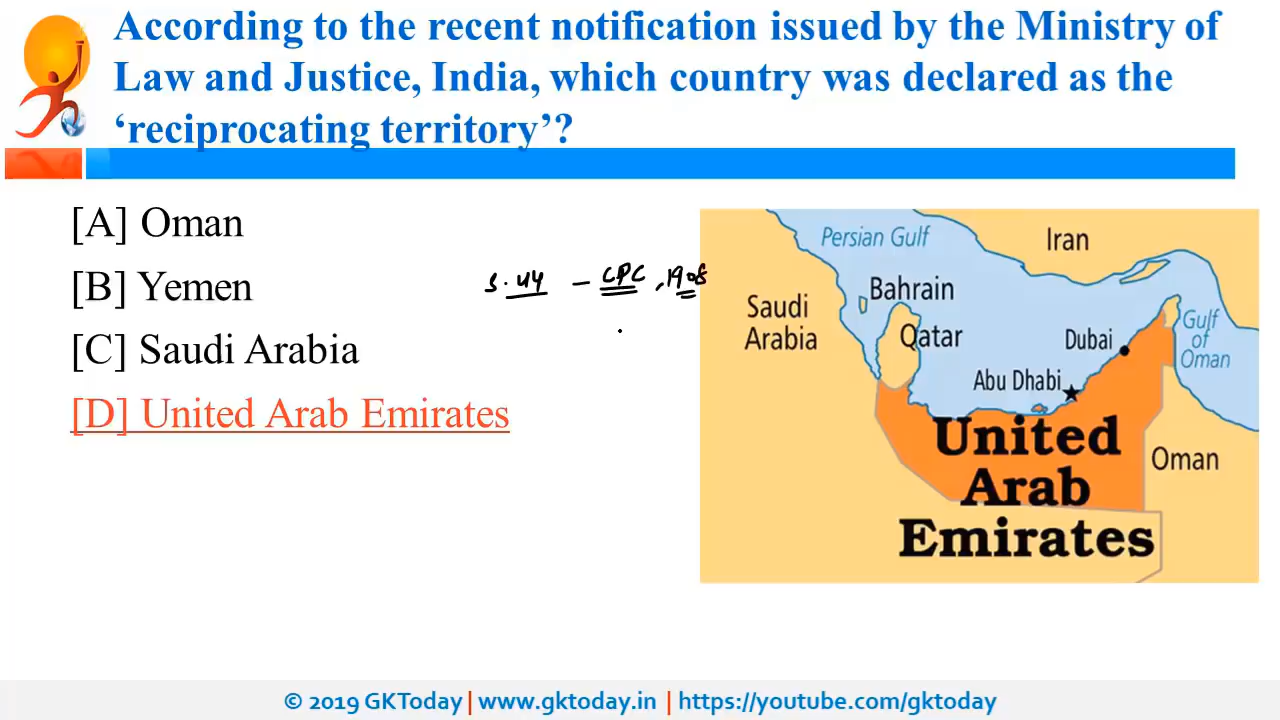 According to the recent notification issued by the Ministry of
Law and Justice, India, which country was declared as the
‘reciprocating territory’?
[A] Oman
[B] Yemen
[C] Saudi Arabia
[D] United Arab Emirates
S. 44 – CPC, 1908
Persian Gulf
Iran
Bahrain
Saudi
Arabia
Qatar
Dubai
Gulf
of
Oman
Abu Dhabi
United
Arab
Emirates
Oman
© 2019 GKToday | www.gktoday.in | https://youtube.com/gktoday